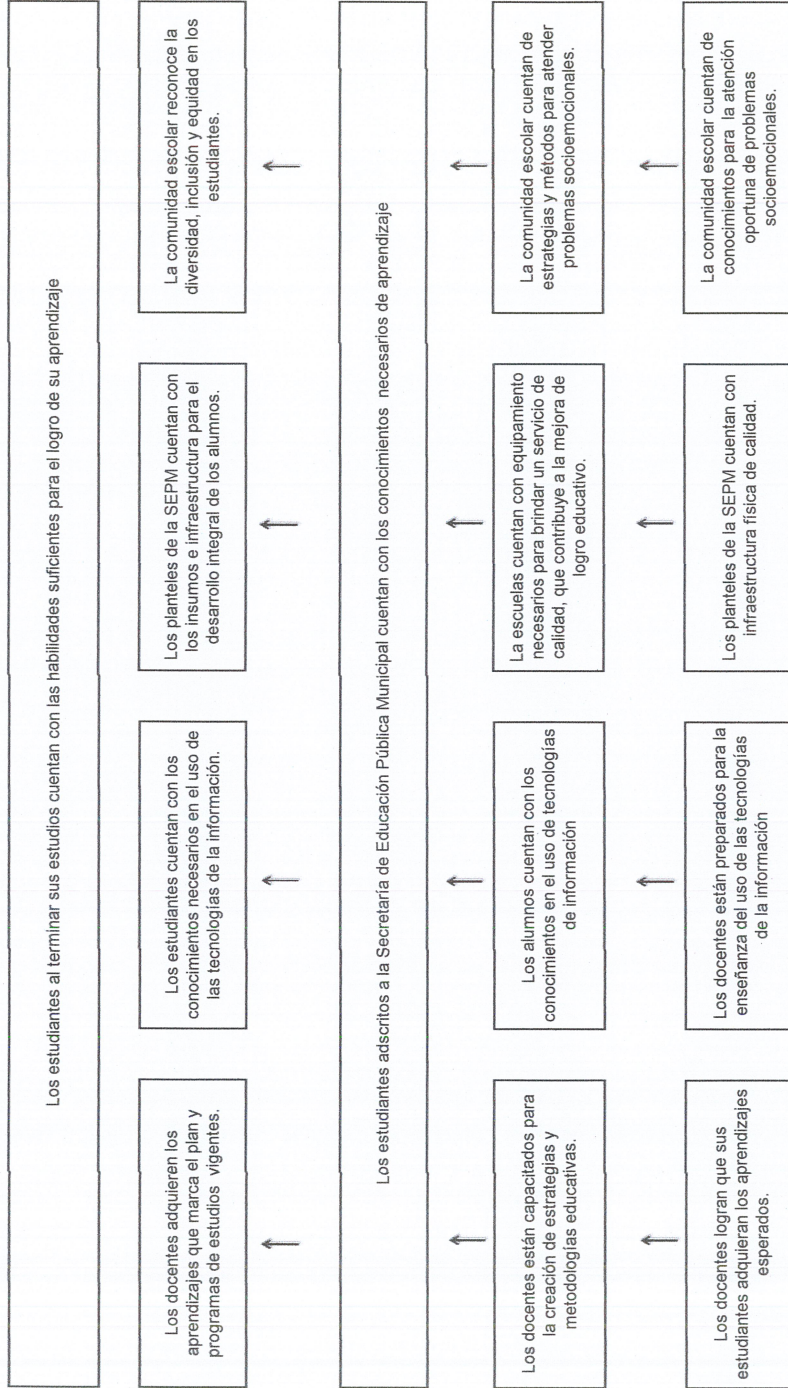 Los estudiantes al terminar sus estudios cuentan con las habilidades suficientes para el logro de su aprendizaje
Los docentes adquieren los
aprendizajes que marca el plan y
programas de estudios vigentes.
Los estudiantes cuentan con los
conocimientos necesarios en el uso de
las tecnologías de la información.
Los planteles de la SEPM cuentan con
los insumos e infraestructura para el
desarrollo integral de los alumnos.
La comunidad escolar reconoce la
diversidad, inclusión y equidad en los
estudiantes.
Los estudiantes adscritos a la Secretaría de Educación Pública Municipal cuentan con los conocimientos necesarios de aprendizaje
Los docentes están capacitados para
la creación de estrategias y
metodologías educativas.
Los alumnos cuentan con los
conocimientos en el uso de tecnologías
de información
La escuelas cuentan con equipamiento
necesarios para brindar un servicio de
calidad, que contribuye a la mejora de
logro educativo.
La comunidad escolar cuentan de
estrategias y métodos para atender
problemas socioemocionales.
Los docentes logran que sus
estudiantes adquieran los aprendizajes
esperados.
Los docentes están preparados para la
enseñanza del uso de las tecnologías
de la información
Los planteles de la SEPM cuentan con
infraestructura física de calidad.
La comunidad escolar cuentan de
conocimientos para la atención
oportuna de problemas
socioemocionales.